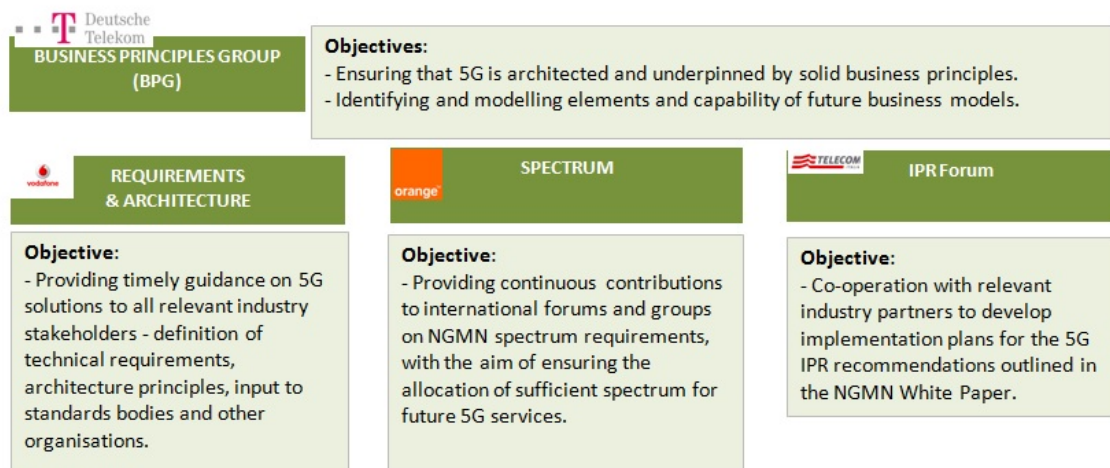 Deutsche
Telekom
BUSINESS PRINCIPLES GROUP
(BPG)
Objectives:
- Ensuring that 5G is architected and underpinned by solid business principles.
- Identifying and modelling elements and capability of future business models.
vodafone
REQUIREMENTS
& ARCHITECTURE
Objective:
- Providing timely guidance on 5G
solutions to all relevant industry
stakeholders - definition of
technical requirements,
architecture principles, input to
standards bodies and other
organisations.
orange™
SPECTRUM
Objective:
- Providing continuous contributions
to international forums and groups
on NGMN spectrum requirements,
with the aim of ensuring the
allocation of sufficient spectrum for
future 5G services.
TELECOM
IPR Forum
Objective:
- Co-operation with relevant
industry partners to develop
implementation plans for the 5G
IPR recommendations outlined in
the NGMN White Paper.